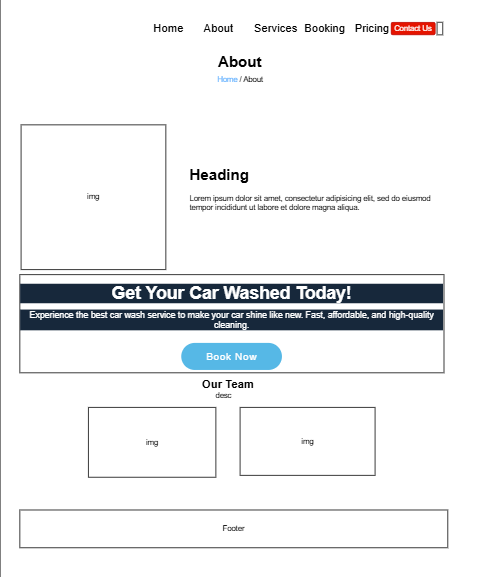 Home About Services Booking Pricing Contact Us
About
Home / About
img
Heading
Lorem ipsum dolor sit amet, consectetur adipisicing elit, sed do eiusmod
tempor incididunt ut labore et dolore magna aliqua.
Get Your Car Washed Today!
Experience the best car wash service to make your car shine like new. Fast, affordable, and high-quality
cleaning.
Book Now
Our Team
desc
img img
Footer